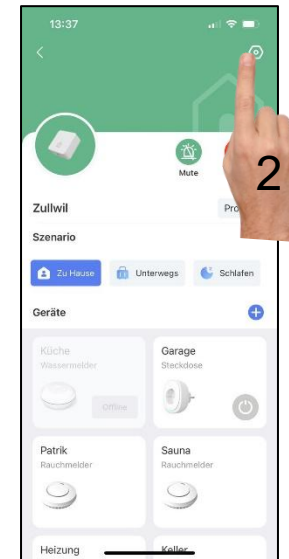 13:37
Mute
2
Zullwil
Pro
Szenario
Zu Hause Unterwegs Schlafen
Geräte
Küche Garage
Wassermelder Steckdose
Offline
Patrik Sauna
Rauchmelder Rauchmelder
Heizung Keller